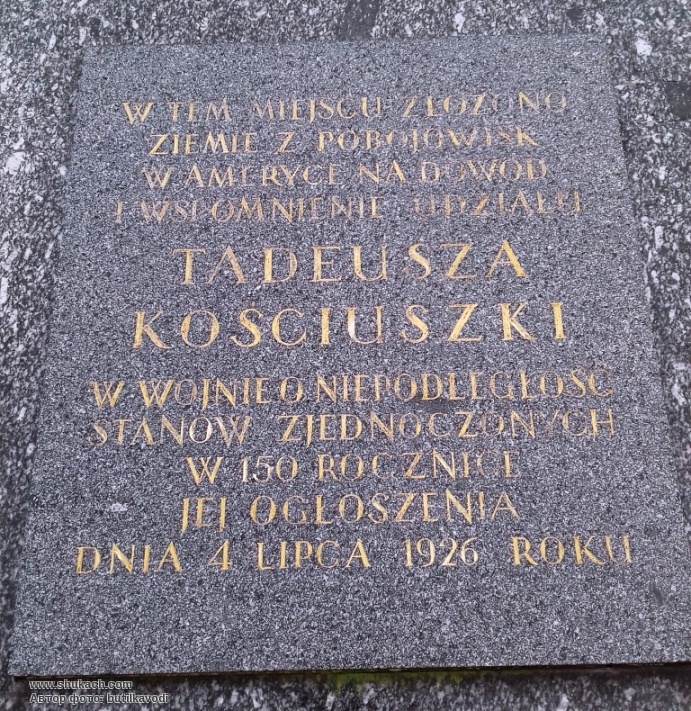 W TEM MIEJSCU ZŁOŻONO
ZIEMIE Z POBOJOWISK
W AMERYCE NA DOWÓD
I WSPOMNIENIE UDZIAŁU
TADEUSZA
KOŚCIUSZKI
W WOJNIE O NIEPODLEGŁOŚĆ
STANÓW ZJEDNOCZONYCH
W 150 ROCZNICĘ
JEJ OGŁOSZENIA
DNIA 4 LIPCA 1926 ROKU
www.shukach.com
Автор фото: butilkavodi